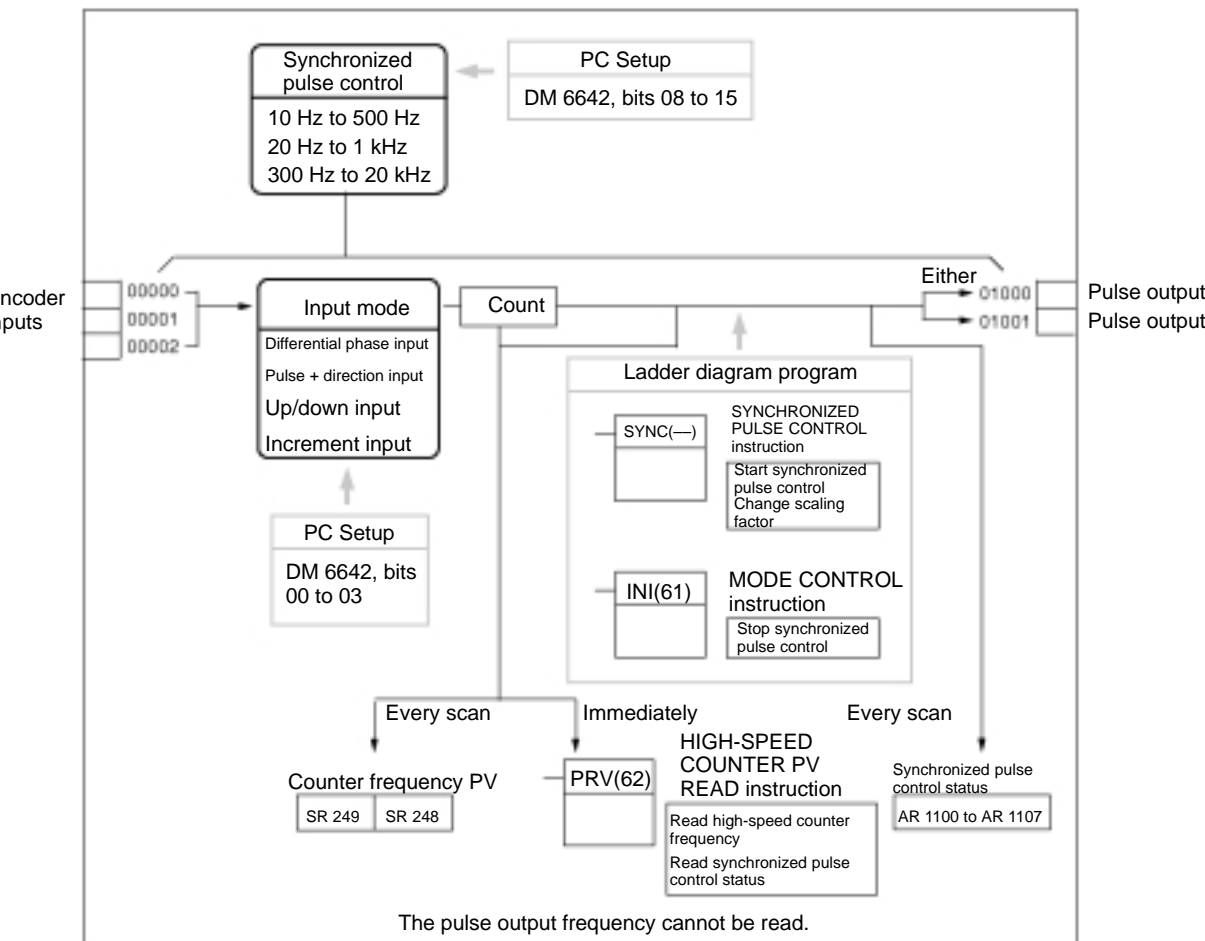 Synchronized
pulse control
10 Hz to 500 Hz
20 Hz to 1 kHz
300 Hz to 20 kHz
PC Setup
DM 6642, bits 08 to 15
ncoder
nputs
00000
00001
00002
Input mode
Differential phase input
Pulse + direction input
Up/down input
Increment input
Count
Either
01000
01001
Pulse output
Pulse output
PC Setup
DM 6642, bits
00 to 03
Ladder diagram program
SYNC(––)
SYNCHRONIZED
PULSE CONTROL
instruction
Start synchronized
pulse control
Change scaling
factor
INI(61)
MODE CONTROL
instruction
Stop synchronized
pulse control
Every scan
Immediately
Every scan
Counter frequency PV
SR 249
SR 248
PRV(62)
HIGH-SPEED
COUNTER PV
READ instruction
Read high-speed counter
frequency
Read synchronized pulse
control status
Synchronized pulse
control status
AR 1100 to AR 1107
The pulse output frequency cannot be read.